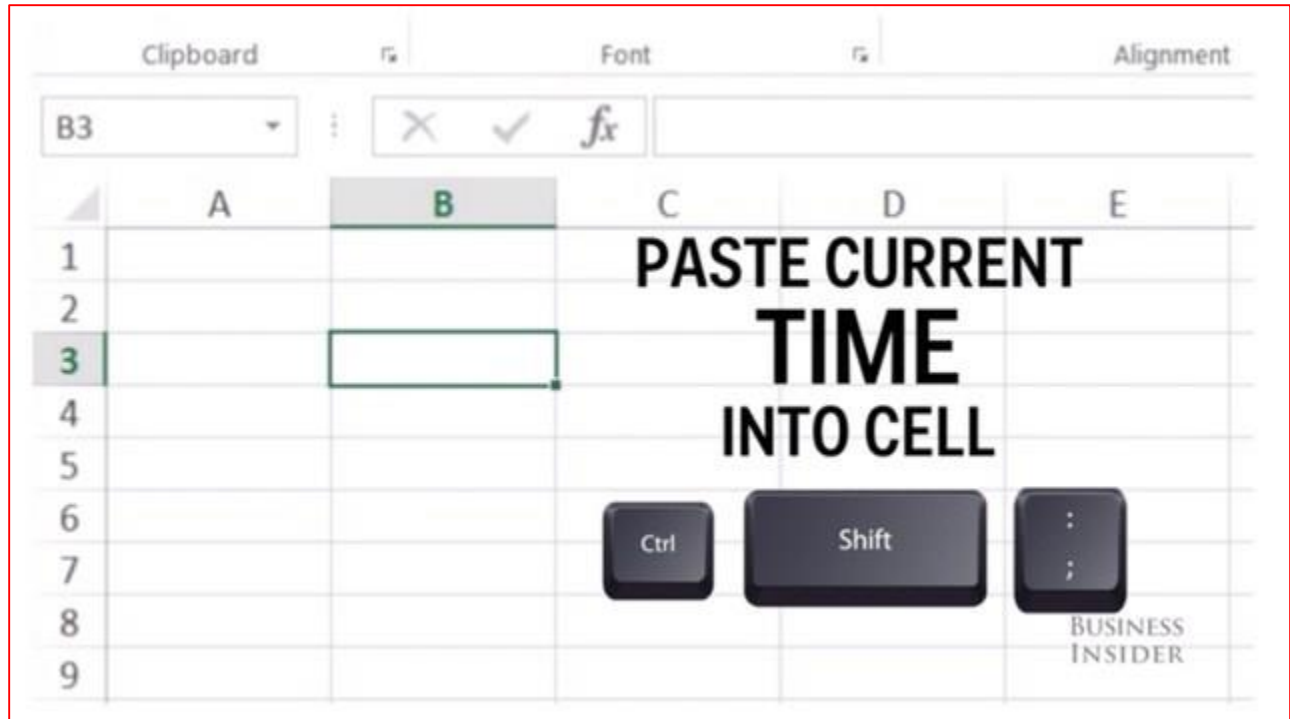 Clipboard Font Alignment
B3 fx
A B C D E
1
2
3
4
5
6
7
8
9
PASTE CURRENT
TIME
INTO CELL
Ctrl Shift :
;
BUSINESS
INSIDER